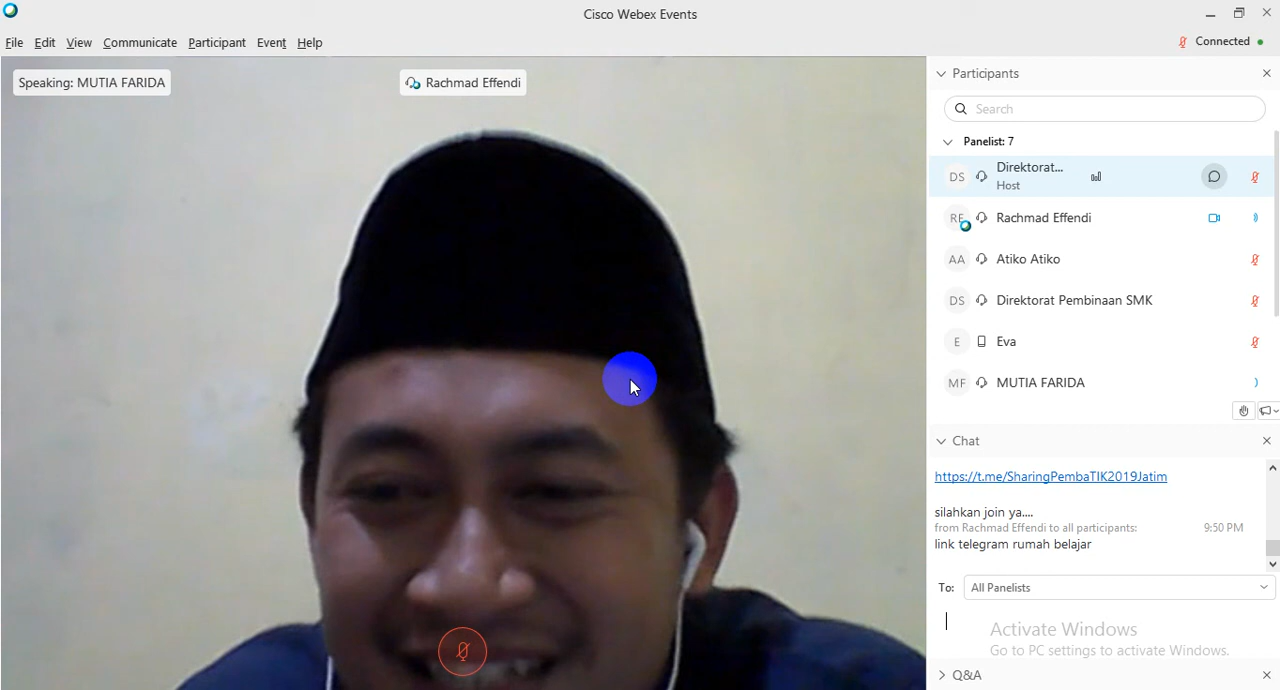 Cisco Webex Events
File Edit View Communicate Participant Event Help
Connected
Speaking: MUTIA FARIDA
Rachmad Effendi
Participants
Search
Panelist: 7
DS
Direktorat...
Host
RE
Rachmad Effendi
AA
Atiko Atiko
DS
Direktorat Pembinaan SMK
E
Eva
MF
MUTIA FARIDA
Chat
https://t.me/SharingPembaTIK2019Jatim
silahkan join ya....
from Rachmad Effendi to all participants: 9:50 PM
link telegram rumah belajar
To: All Panelists
Activate Windows
Go to PC settings to activate Windows.
Q&A